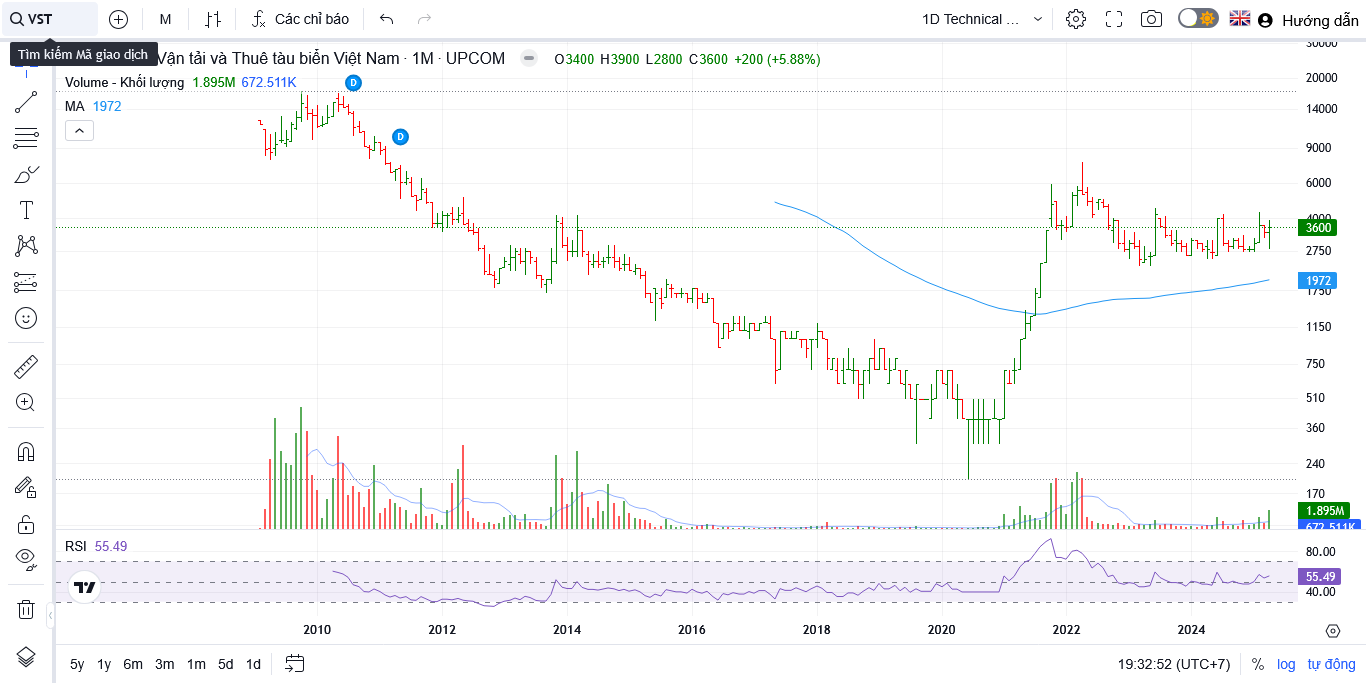 VST M Các chỉ báo 1D Technical ... Hướng dẫn
Tìm kiếm Mã giao dịch
Vận tải và Thuê tàu biển Việt Nam · 1M · UPCOM O3400 H3900 L2800 C3600 +200 (+5.88%)
Volume - Khối lượng 1.895M 672.511K
MA 1972
D
D
30000
20000
14000
9000
6000
4000
3600
2750
1972
1750
1150
750
510
360
240
170
1.895M
672.511K
RSI 55.49
80.00
55.49
40.00
2010 2012 2014 2016 2018 2020 2022 2024
5y 1y 6m 3m 1m 5d 1d 19:32:52 (UTC+7) % log tự động